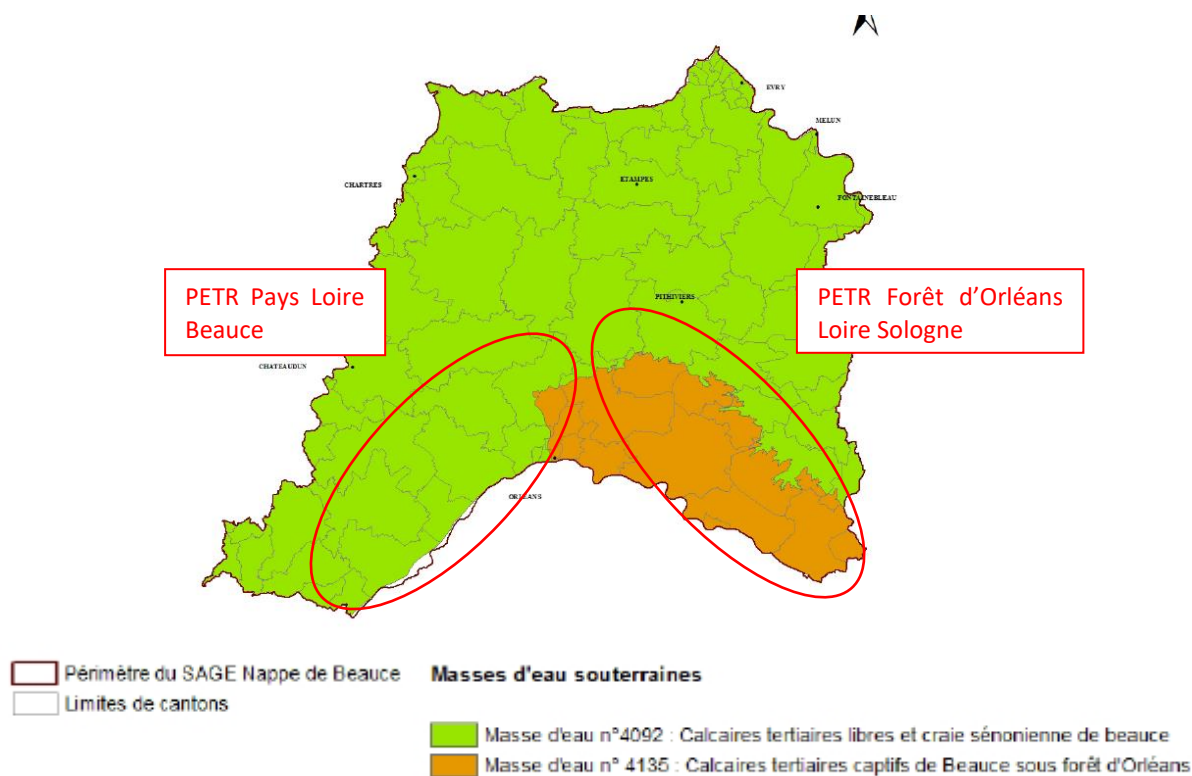 EVRY
MELUN
CHARTRES
ETAMPES
FONTAINEBLEAU
PETR Pays Loire
Beauce
PITHIVIERS
PETR Forêt d’Orléans
Loire Sologne
CHATEAUDUN
ORLEANS
Périmètre du SAGE Nappe de Beauce
Limites de cantons
Masses d'eau souterraines
Masse d'eau n°4092 : Calcaires tertiaires libres et craie sénonienne de beauce
Masse d'eau n° 4135 : Calcaires tertiaires captifs de Beauce sous forêt d'Orléans